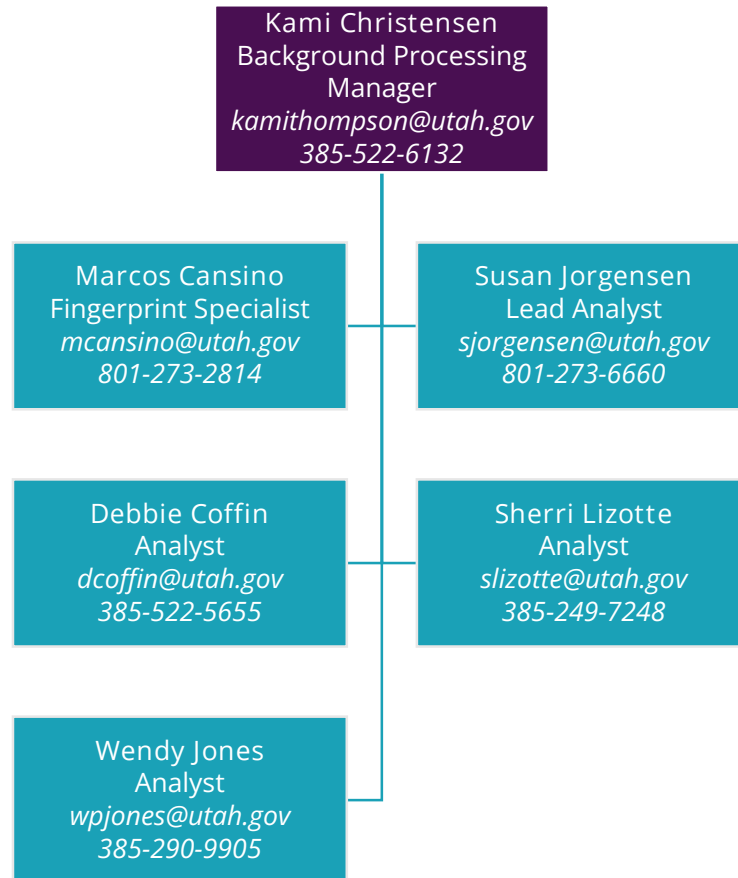 Kami Christensen
Background Processing
Manager
kamithompson@utah.gov
385-522-6132
Marcos Cansino
Fingerprint Specialist
mcansino@utah.gov
801-273-2814
Susan Jorgensen
Lead Analyst
sjorgensen@utah.gov
801-273-6660
Debbie Coffin
Analyst
dcoffin@utah.gov
385-522-5655
Sherri Lizotte
Analyst
slizotte@utah.gov
385-249-7248
Wendy Jones
Analyst
wpjones@utah.gov
385-290-9905